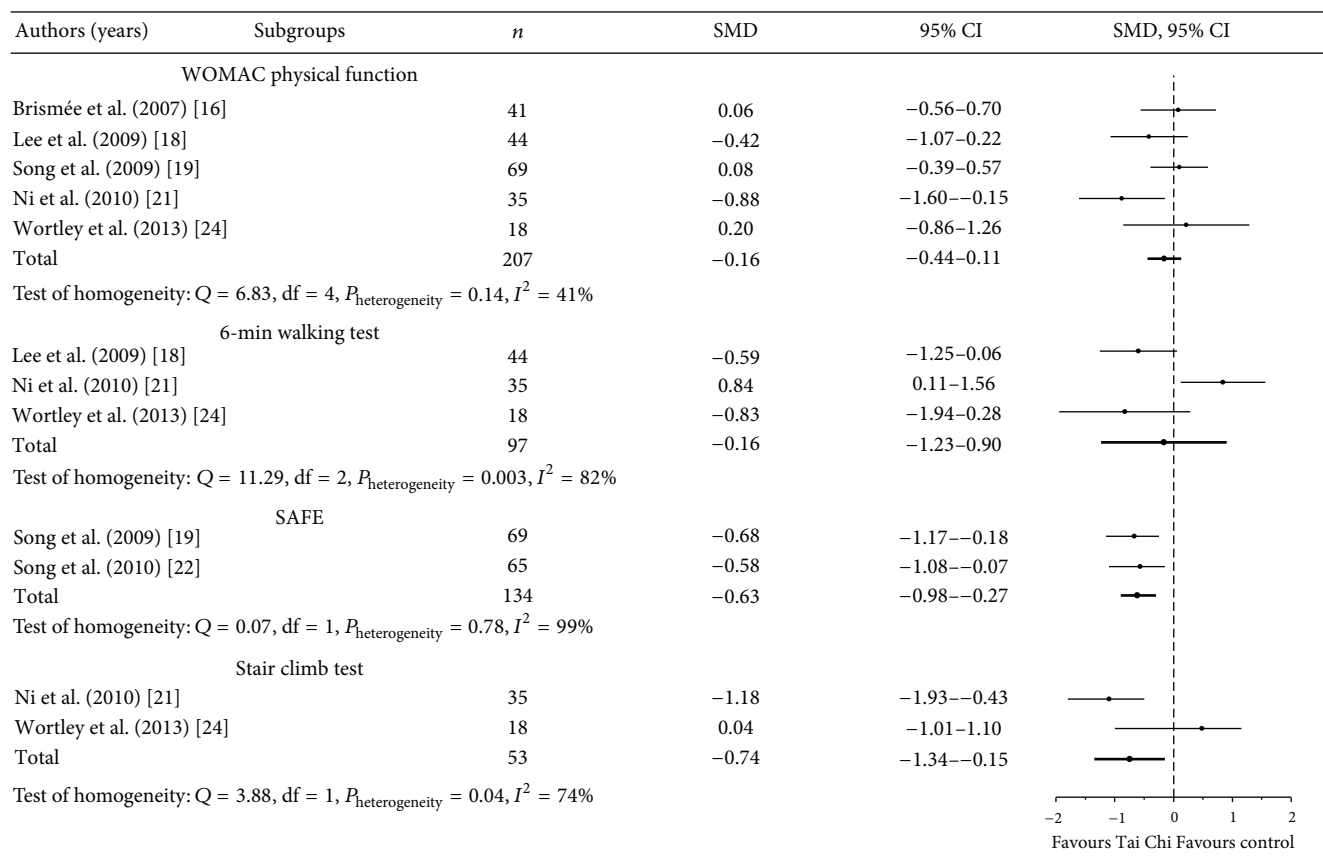 Authors (years) Subgroups n SMD 95% CI SMD, 95% CI
WOMAC physical function
Brismée et al. (2007) [16] 41 0.06 −0.56–0.70
Lee et al. (2009) [18] 44 −0.42 −1.07–0.22
Song et al. (2009) [19] 69 0.08 −0.39–0.57
Ni et al. (2010) [21] 35 −0.88 −1.60–−0.15
Wortley et al. (2013) [24] 18 0.20 −0.86–1.26
Total 207 −0.16 −0.44–0.11
Test of homogeneity: Q = 6.83, df = 4, Pheterogeneity = 0.14, I² = 41%
6-min walking test
Lee et al. (2009) [18] 44 −0.59 −1.25–0.06
Ni et al. (2010) [21] 35 0.84 0.11–1.56
Wortley et al. (2013) [24] 18 −0.83 −1.94–0.28
Total 97 −0.16 −1.23–0.90
Test of homogeneity: Q = 11.29, df = 2, Pheterogeneity = 0.003, I² = 82%
SAFE
Song et al. (2009) [19] 69 −0.68 −1.17–−0.18
Song et al. (2010) [22] 65 −0.58 −1.08–−0.07
Total 134 −0.63 −0.98–−0.27
Test of homogeneity: Q = 0.07, df = 1, Pheterogeneity = 0.78, I² = 99%
Stair climb test
Ni et al. (2010) [21] 35 −1.18 −1.93–−0.43
Wortley et al. (2013) [24] 18 0.04 −1.01–1.10
Total 53 −0.74 −1.34–−0.15
Test of homogeneity: Q = 3.88, df = 1, Pheterogeneity = 0.04, I² = 74%
−2 −1 0 1 2
Favours Tai Chi Favours control